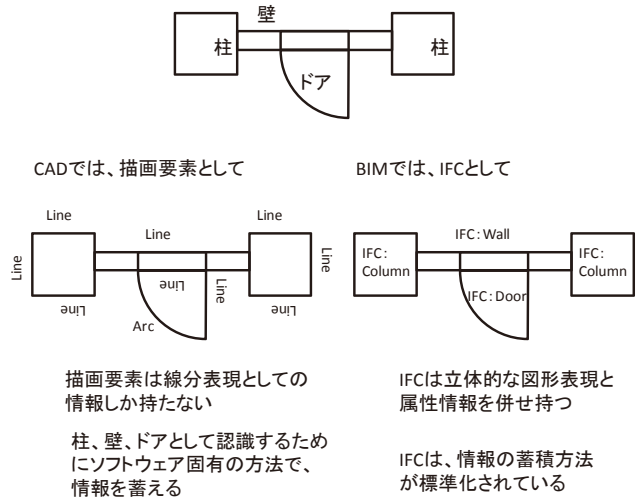 壁
柱
柱
ドア
CADでは、描画要素として
BIMでは、IFCとして
Line
Line
Line
Line
Line
Line
Line
Line
Line
Arc
IFC:Wall
IFC:
Column
IFC:
Column
IFC:Door
描画要素は線分表現としての
情報しか持たない
柱、壁、ドアとして認識するため
にソフトウェア固有の方法で、
情報を蓄える
IFCは立体的な図形表現と
属性情報を併せ持つ
IFCは、情報の蓄積方法
が標準化されている